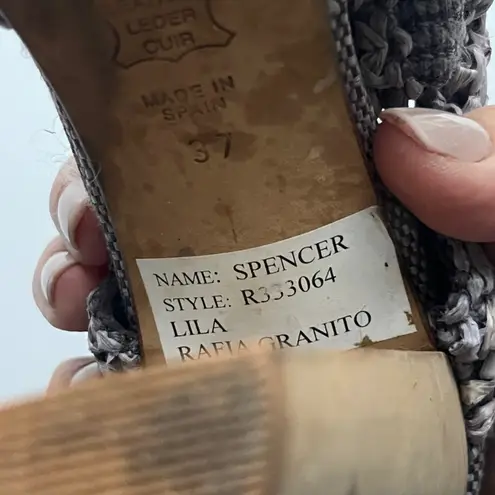 LEDER
CUIR
MADE IN
SPAIN
37
NAME: SPENCER
STYLE: R333064
LILA
RAFIA GRANITO